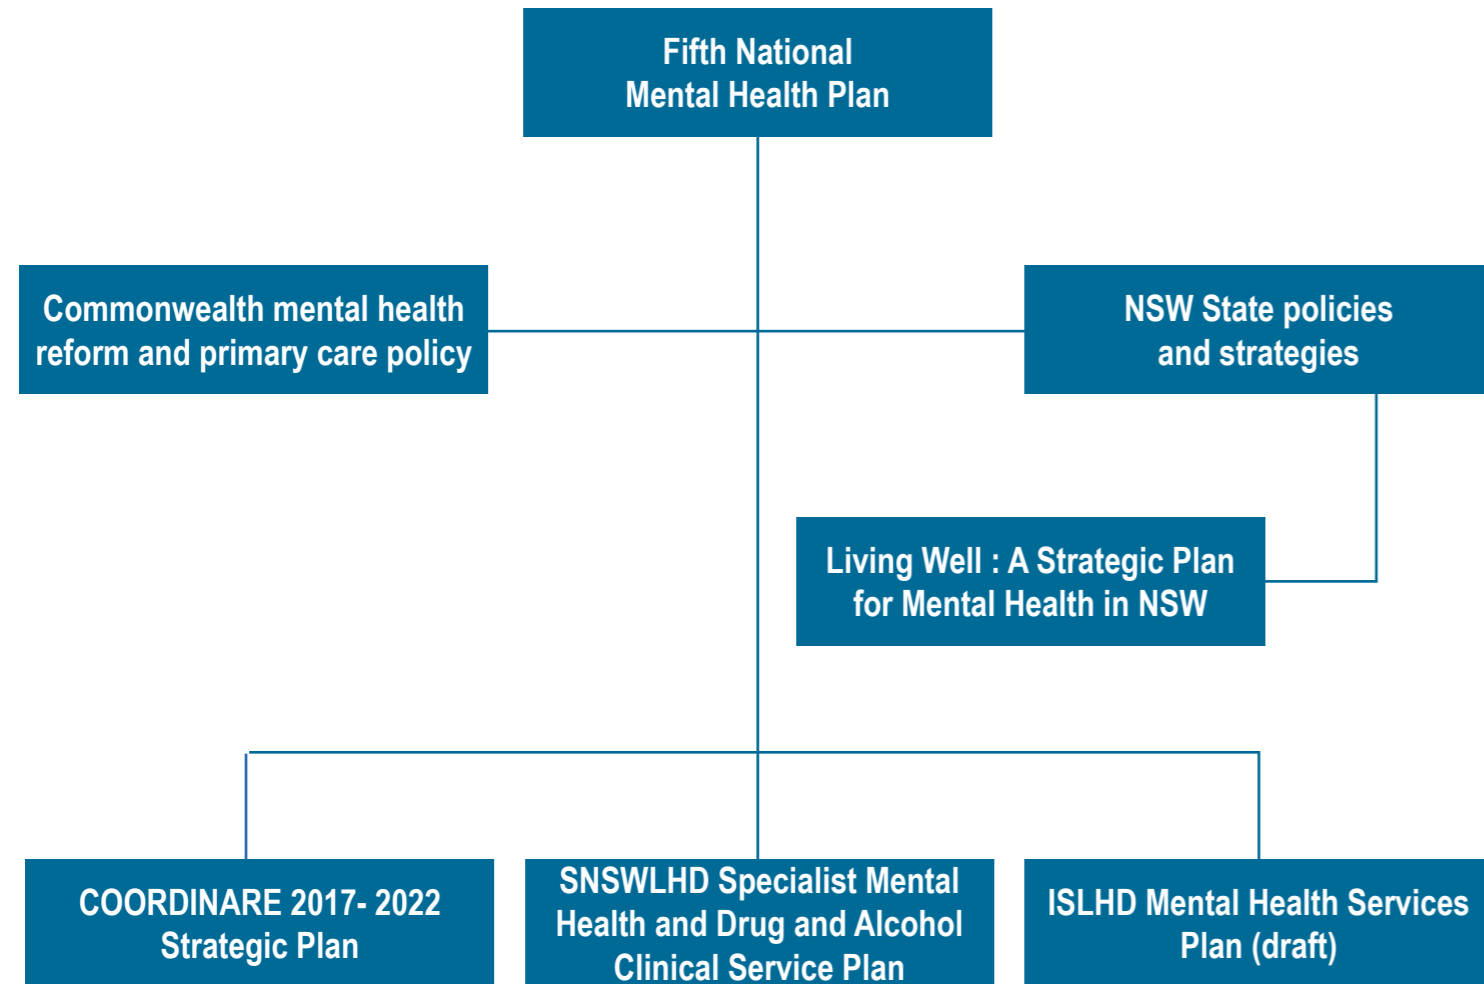 Fifth National
Mental Health Plan
Commonwealth mental health
reform and primary care policy
NSW State policies
and strategies
Living Well : A Strategic Plan
for Mental Health in NSW
COORDINARE 2017- 2022
Strategic Plan
SNSWLHD Specialist Mental
Health and Drug and Alcohol
Clinical Service Plan
ISLHD Mental Health Services
Plan (draft)